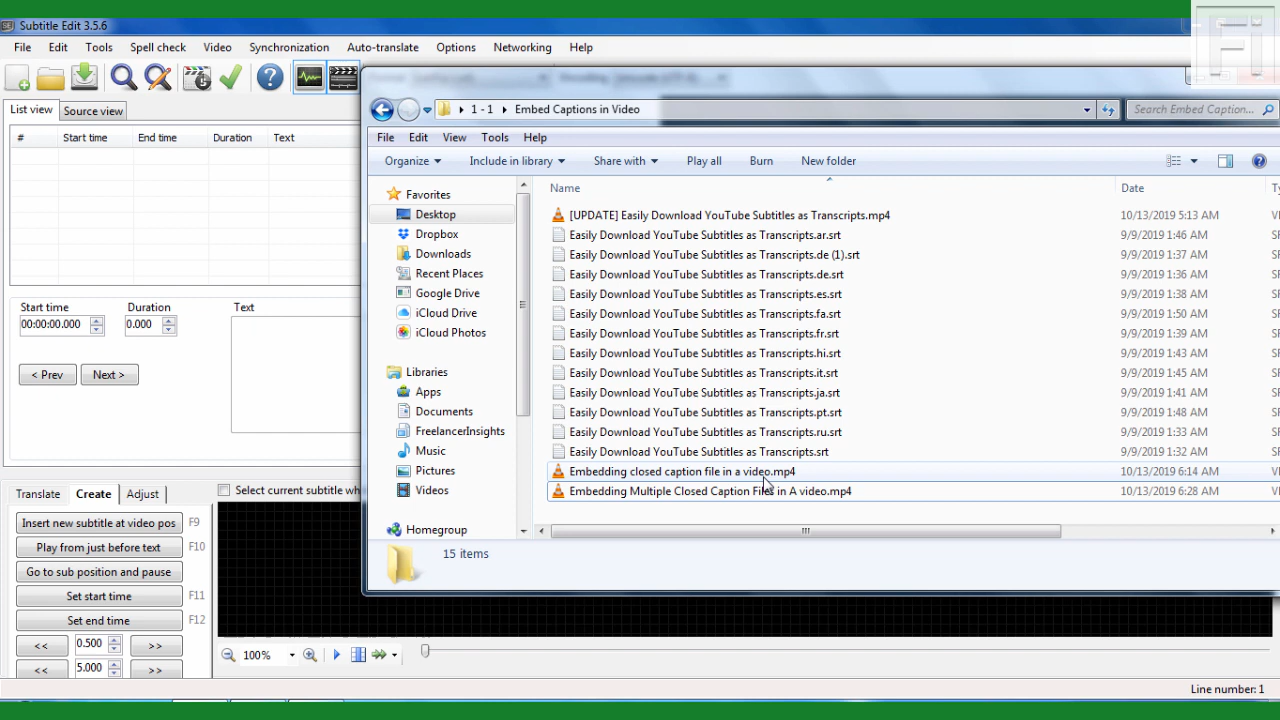 Subtitle Edit 3.5.6
File Edit Tools Spell check Video Synchronization Auto-translate Options Networking Help
Fi
1 - 1 Embed Captions in Video Search Embed Caption...
File Edit View Tools Help
Organize Include in library Share with Play all Burn New folder
List view Source view
# Start time End time Duration Text
Start time Duration Text
00:00:00.000 0.000
< Prev Next >
Favorites
Desktop
Dropbox
Downloads
Recent Places
Google Drive
iCloud Drive
iCloud Photos
Libraries
Apps
Documents
FreelancerInsights
Music
Pictures
Videos
Homegroup
Name Date Ty
[UPDATE] Easily Download YouTube Subtitles as Transcripts.mp4 10/13/2019 5:13 AM VI
Easily Download YouTube Subtitles as Transcripts.ar.srt 9/9/2019 1:46 AM SF
Easily Download YouTube Subtitles as Transcripts.de (1).srt 9/9/2019 1:37 AM SF
Easily Download YouTube Subtitles as Transcripts.de.srt 9/9/2019 1:36 AM SF
Easily Download YouTube Subtitles as Transcripts.es.srt 9/9/2019 1:38 AM SF
Easily Download YouTube Subtitles as Transcripts.fa.srt 9/9/2019 1:50 AM SF
Easily Download YouTube Subtitles as Transcripts.fr.srt 9/9/2019 1:39 AM SF
Easily Download YouTube Subtitles as Transcripts.hi.srt 9/9/2019 1:43 AM SF
Easily Download YouTube Subtitles as Transcripts.it.srt 9/9/2019 1:45 AM SF
Easily Download YouTube Subtitles as Transcripts.ja.srt 9/9/2019 1:41 AM SF
Easily Download YouTube Subtitles as Transcripts.pt.srt 9/9/2019 1:48 AM SF
Easily Download YouTube Subtitles as Transcripts.ru.srt 9/9/2019 1:33 AM SF
Easily Download YouTube Subtitles as Transcripts.srt 9/9/2019 1:32 AM SF
Embedding closed caption file in a video.mp4 10/13/2019 6:14 AM VI
Embedding Multiple Closed Caption Files in A video.mp4 10/13/2019 6:28 AM VI
15 items
Translate Create Adjust
Select current subtitle wh
Insert new subtitle at video pos F9
Play from just before text F10
Go to sub position and pause
Set start time F11
Set end time F12
<< 0.500 >>
<< 5.000 >>
100%
Line number: 1